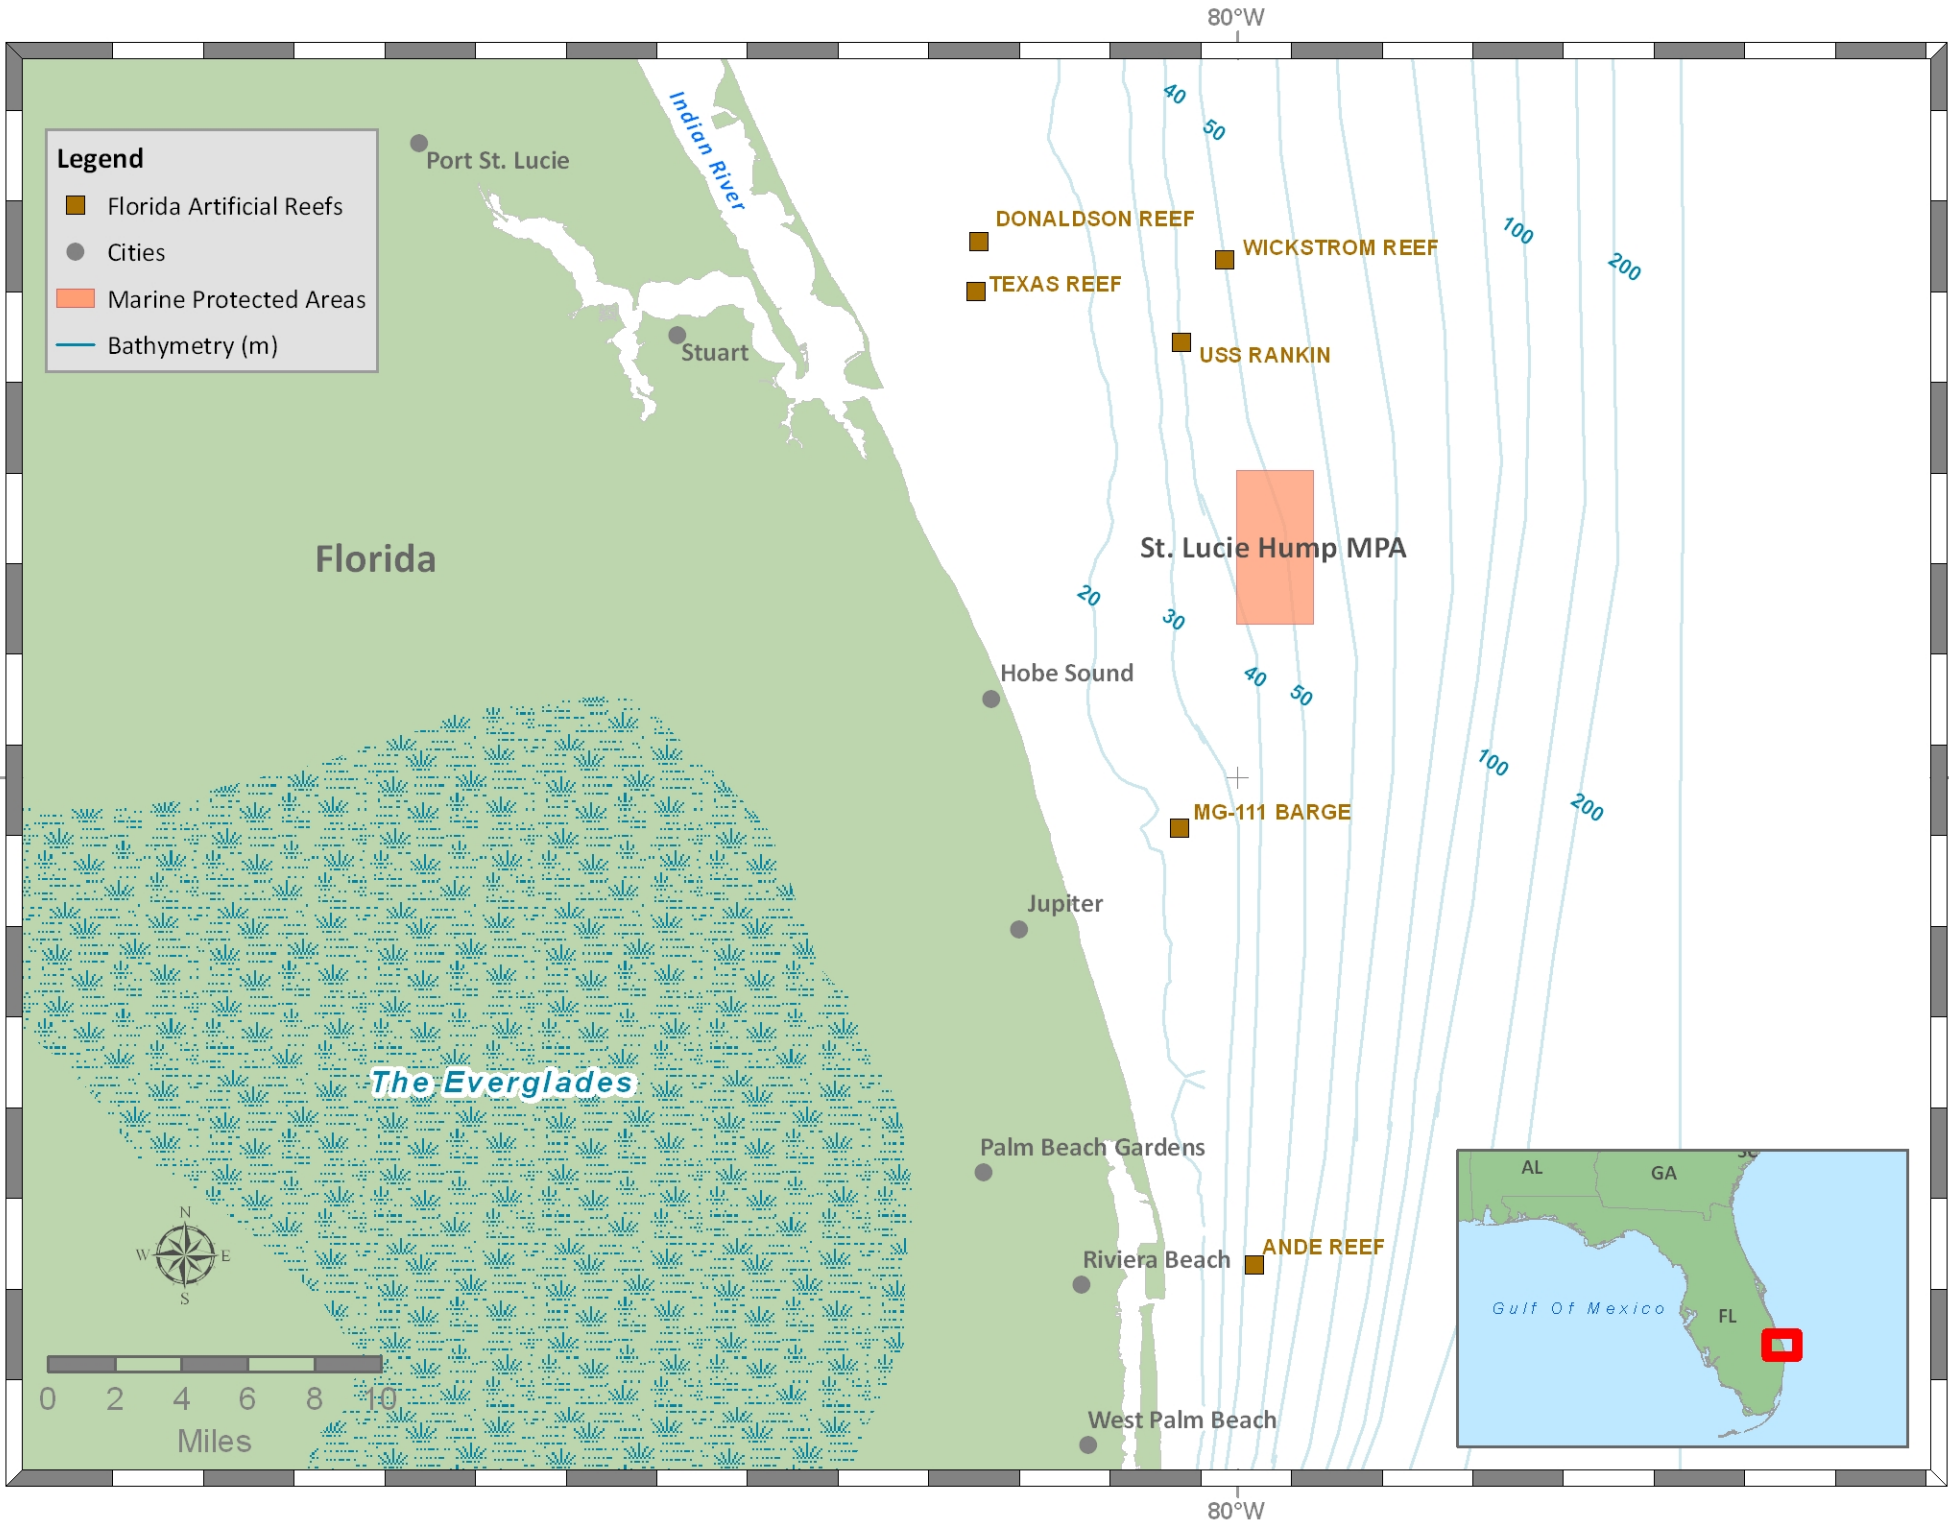 80°W
40
50
Indian River
Legend
Florida Artificial Reefs
Cities
Marine Protected Areas
Bathymetry (m)
Port St. Lucie
DONALDSON REEF
WICKSTROM REEF
100
200
TEXAS REEF
USS RANKIN
Stuart
Florida
St. Lucie Hump MPA
20
30
Hobe Sound
40
50
100
200
MG-111 BARGE
Jupiter
The Everglades
Palm Beach Gardens
AL
GA
SC
N
W
E
S
ANDE REEF
Riviera Beach
Gulf Of Mexico
FL
0 2 4 6 8 10
Miles
West Palm Beach
80°W